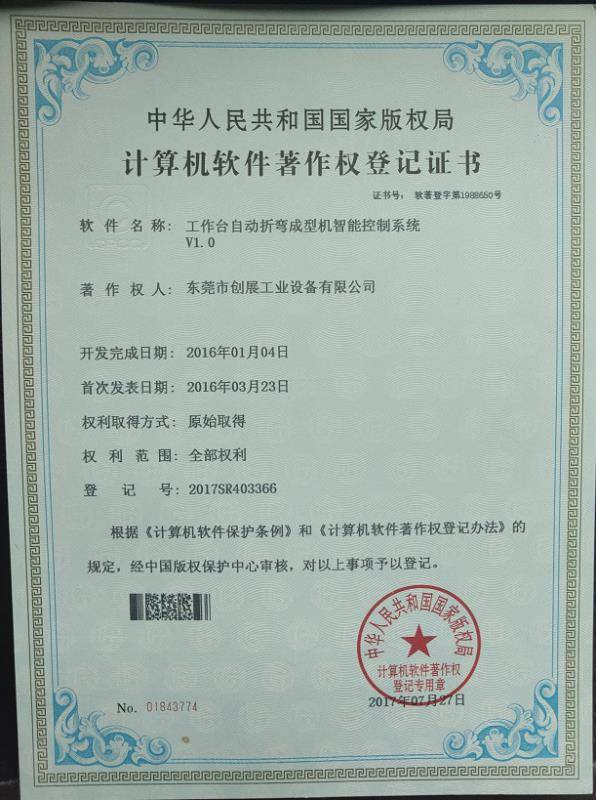 中华人民共和国国家版权局
计算机软件著作权登记证书
证书号： 软著登字第1988650号
软件名称： 工作台自动折弯成型机智能控制系统
V1.0
著作权人： 东莞市创展工业设备有限公司
开发完成日期： 2016年01月04日
首次发表日期： 2016年03月23日
权利取得方式： 原始取得
权利范围： 全部权利
登记号： 2017SR403366
根据《计算机软件保护条例》和《计算机软件著作权登记办法》的
规定，经中国版权保护中心审核，对以上事项予以登记。
中华人民共和国国家版权局
计算机软件著作权
登记专用章
No. 01843774
2017年07月27日